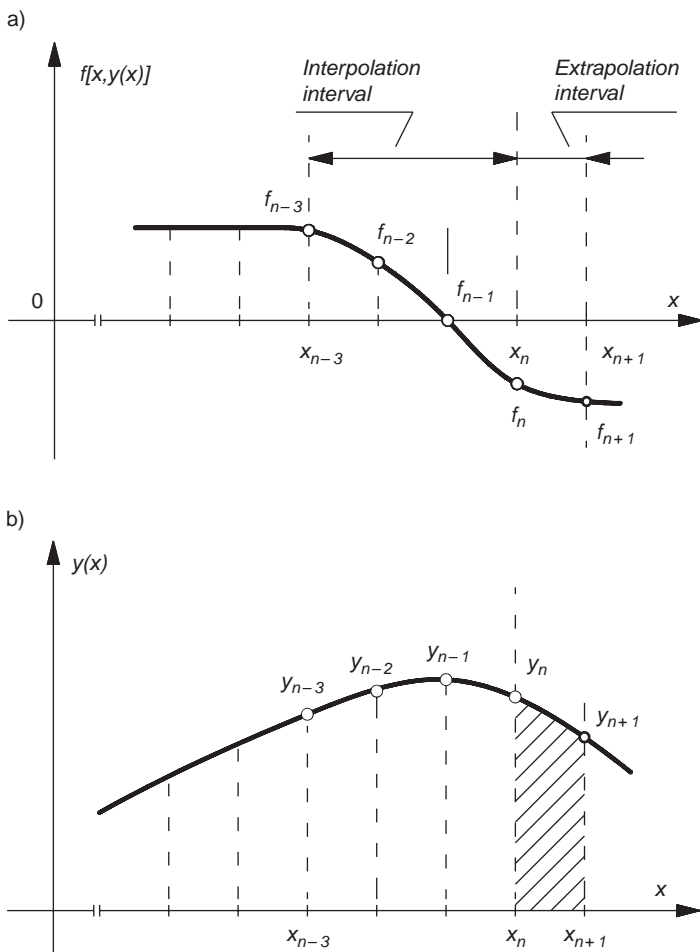 a)
f[x,y(x)]
Interpolation
interval
Extrapolation
interval
f_{n–3}
f_{n–2}
f_{n–1}
0
x
x_{n–3}
x_n
x_{n+1}
f_n
f_{n+1}
b)
y(x)
y_{n–3}
y_{n–2}
y_{n–1}
y_n
y_{n+1}
x
x_{n–3}
x_n
x_{n+1}